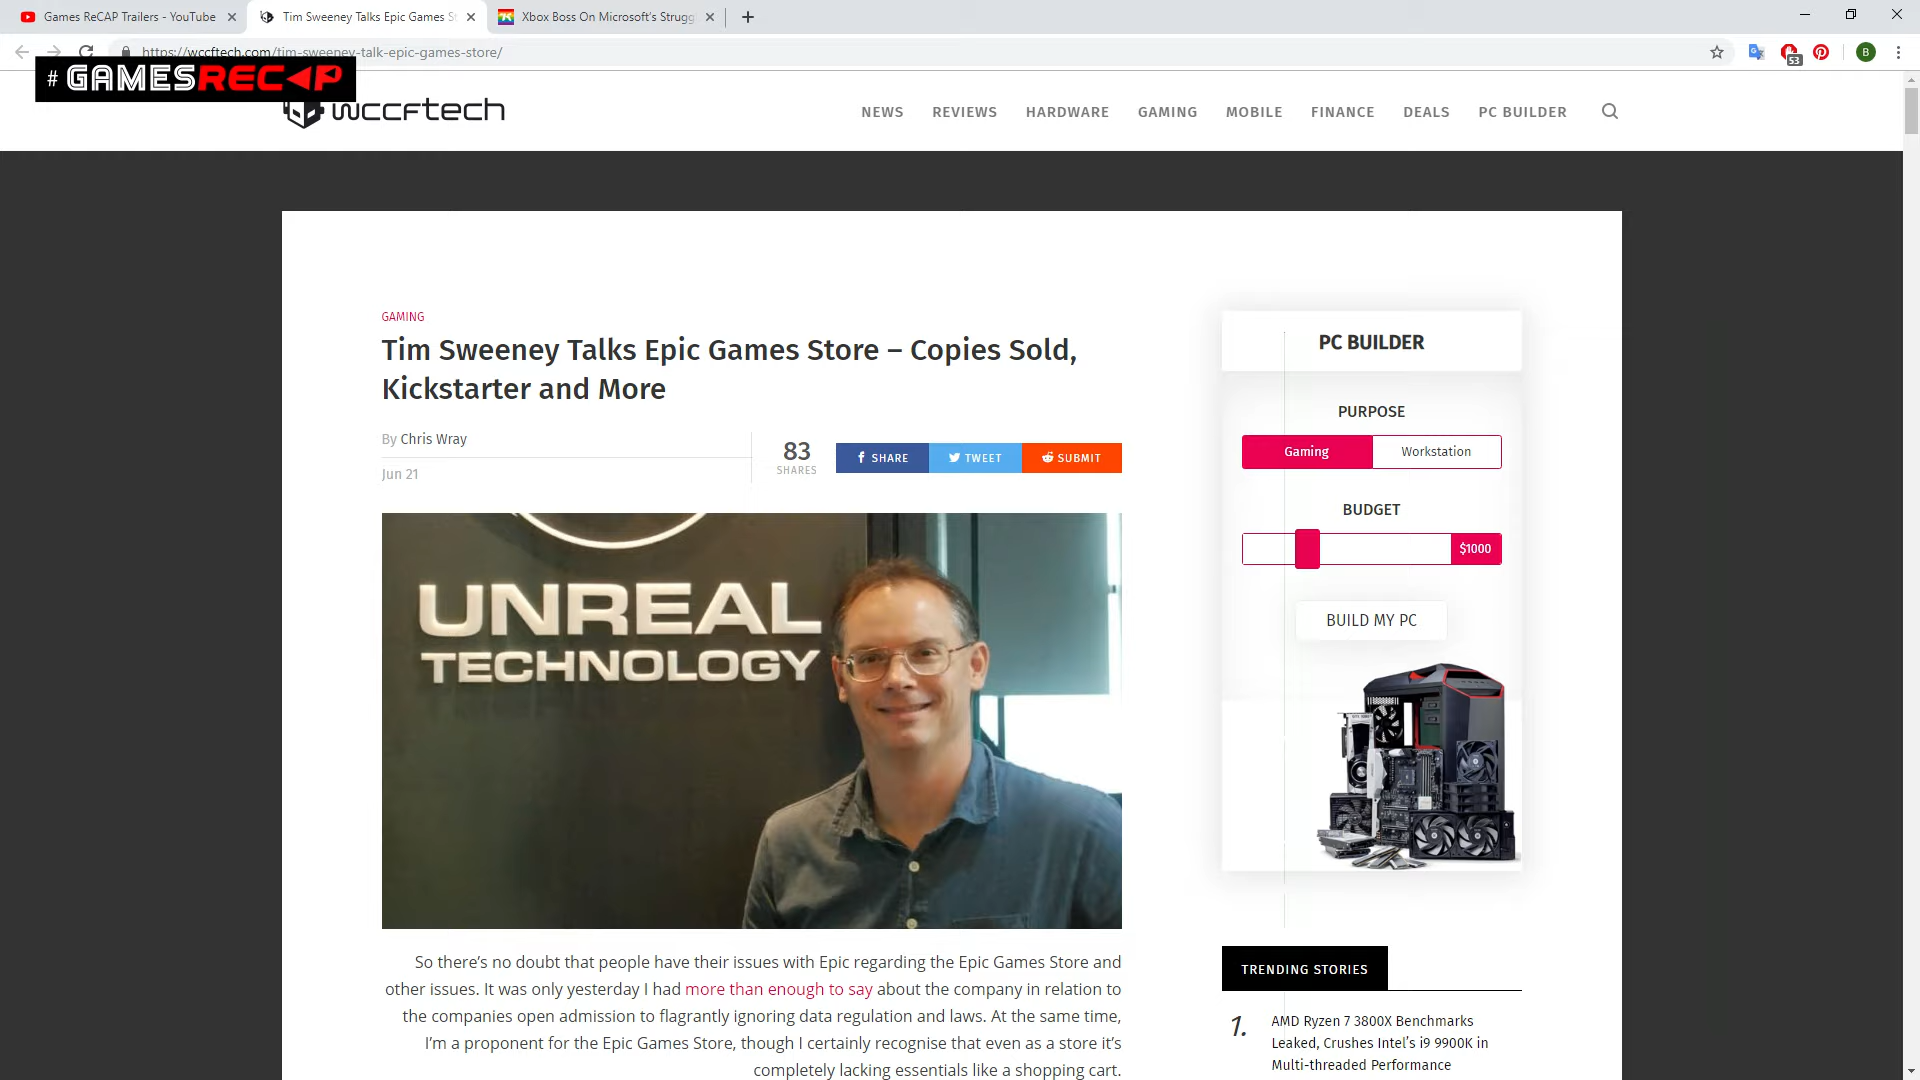 Games ReCAP Trailers - YouTube
Tim Sweeney Talks Epic Games S
Xbox Boss On Microsoft's Strugg
https://wccftech.com/tim-sweeney-talk-epic-games-store/
53
B
# GAMESRECAP
wccftech
NEWS REVIEWS HARDWARE GAMING MOBILE FINANCE DEALS PC BUILDER
GAMING
Tim Sweeney Talks Epic Games Store – Copies Sold,
Kickstarter and More
By Chris Wray
Jun 21
83
SHARES
SHARE
TWEET
SUBMIT
UNREAL
TECHNOLOGY
So there's no doubt that people have their issues with Epic regarding the Epic Games Store and
other issues. It was only yesterday I had more than enough to say about the company in relation to
the companies open admission to flagrantly ignoring data regulation and laws. At the same time,
I'm a proponent for the Epic Games Store, though I certainly recognise that even as a store it's
completely lacking essentials like a shopping cart.
PC BUILDER
PURPOSE
Gaming Workstation
BUDGET
$1000
BUILD MY PC
TRENDING STORIES
1. AMD Ryzen 7 3800X Benchmarks
Leaked, Crushes Intel's i9 9900K in
Multi-threaded Performance